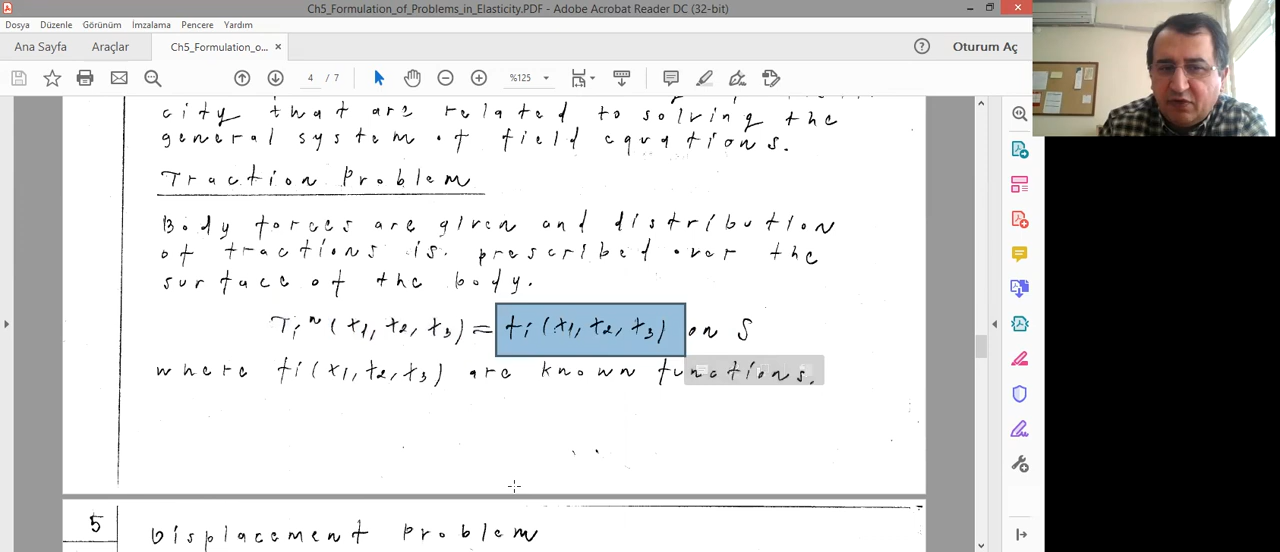 Ch5_Formulation_of_Problems_in_Elasticity.PDF - Adobe Acrobat Reader DC (32-bit)
Dosya Düzenle Görünüm İmzalama Pencere Yardım
Ana Sayfa Araçlar Ch5_Formulation_o... × Oturum Aç
4 / 7 %125
city that are related to solving the
general system of field equations.
Traction Problem
Body forces are given and distribution
of tractions is prescribed over the
surface of the body.
Ti^n (x1, x2, x3) = ti (x1, x2, x3) on S
where ti (x1, x2, x3) are known functions.
5
Displacement Problem